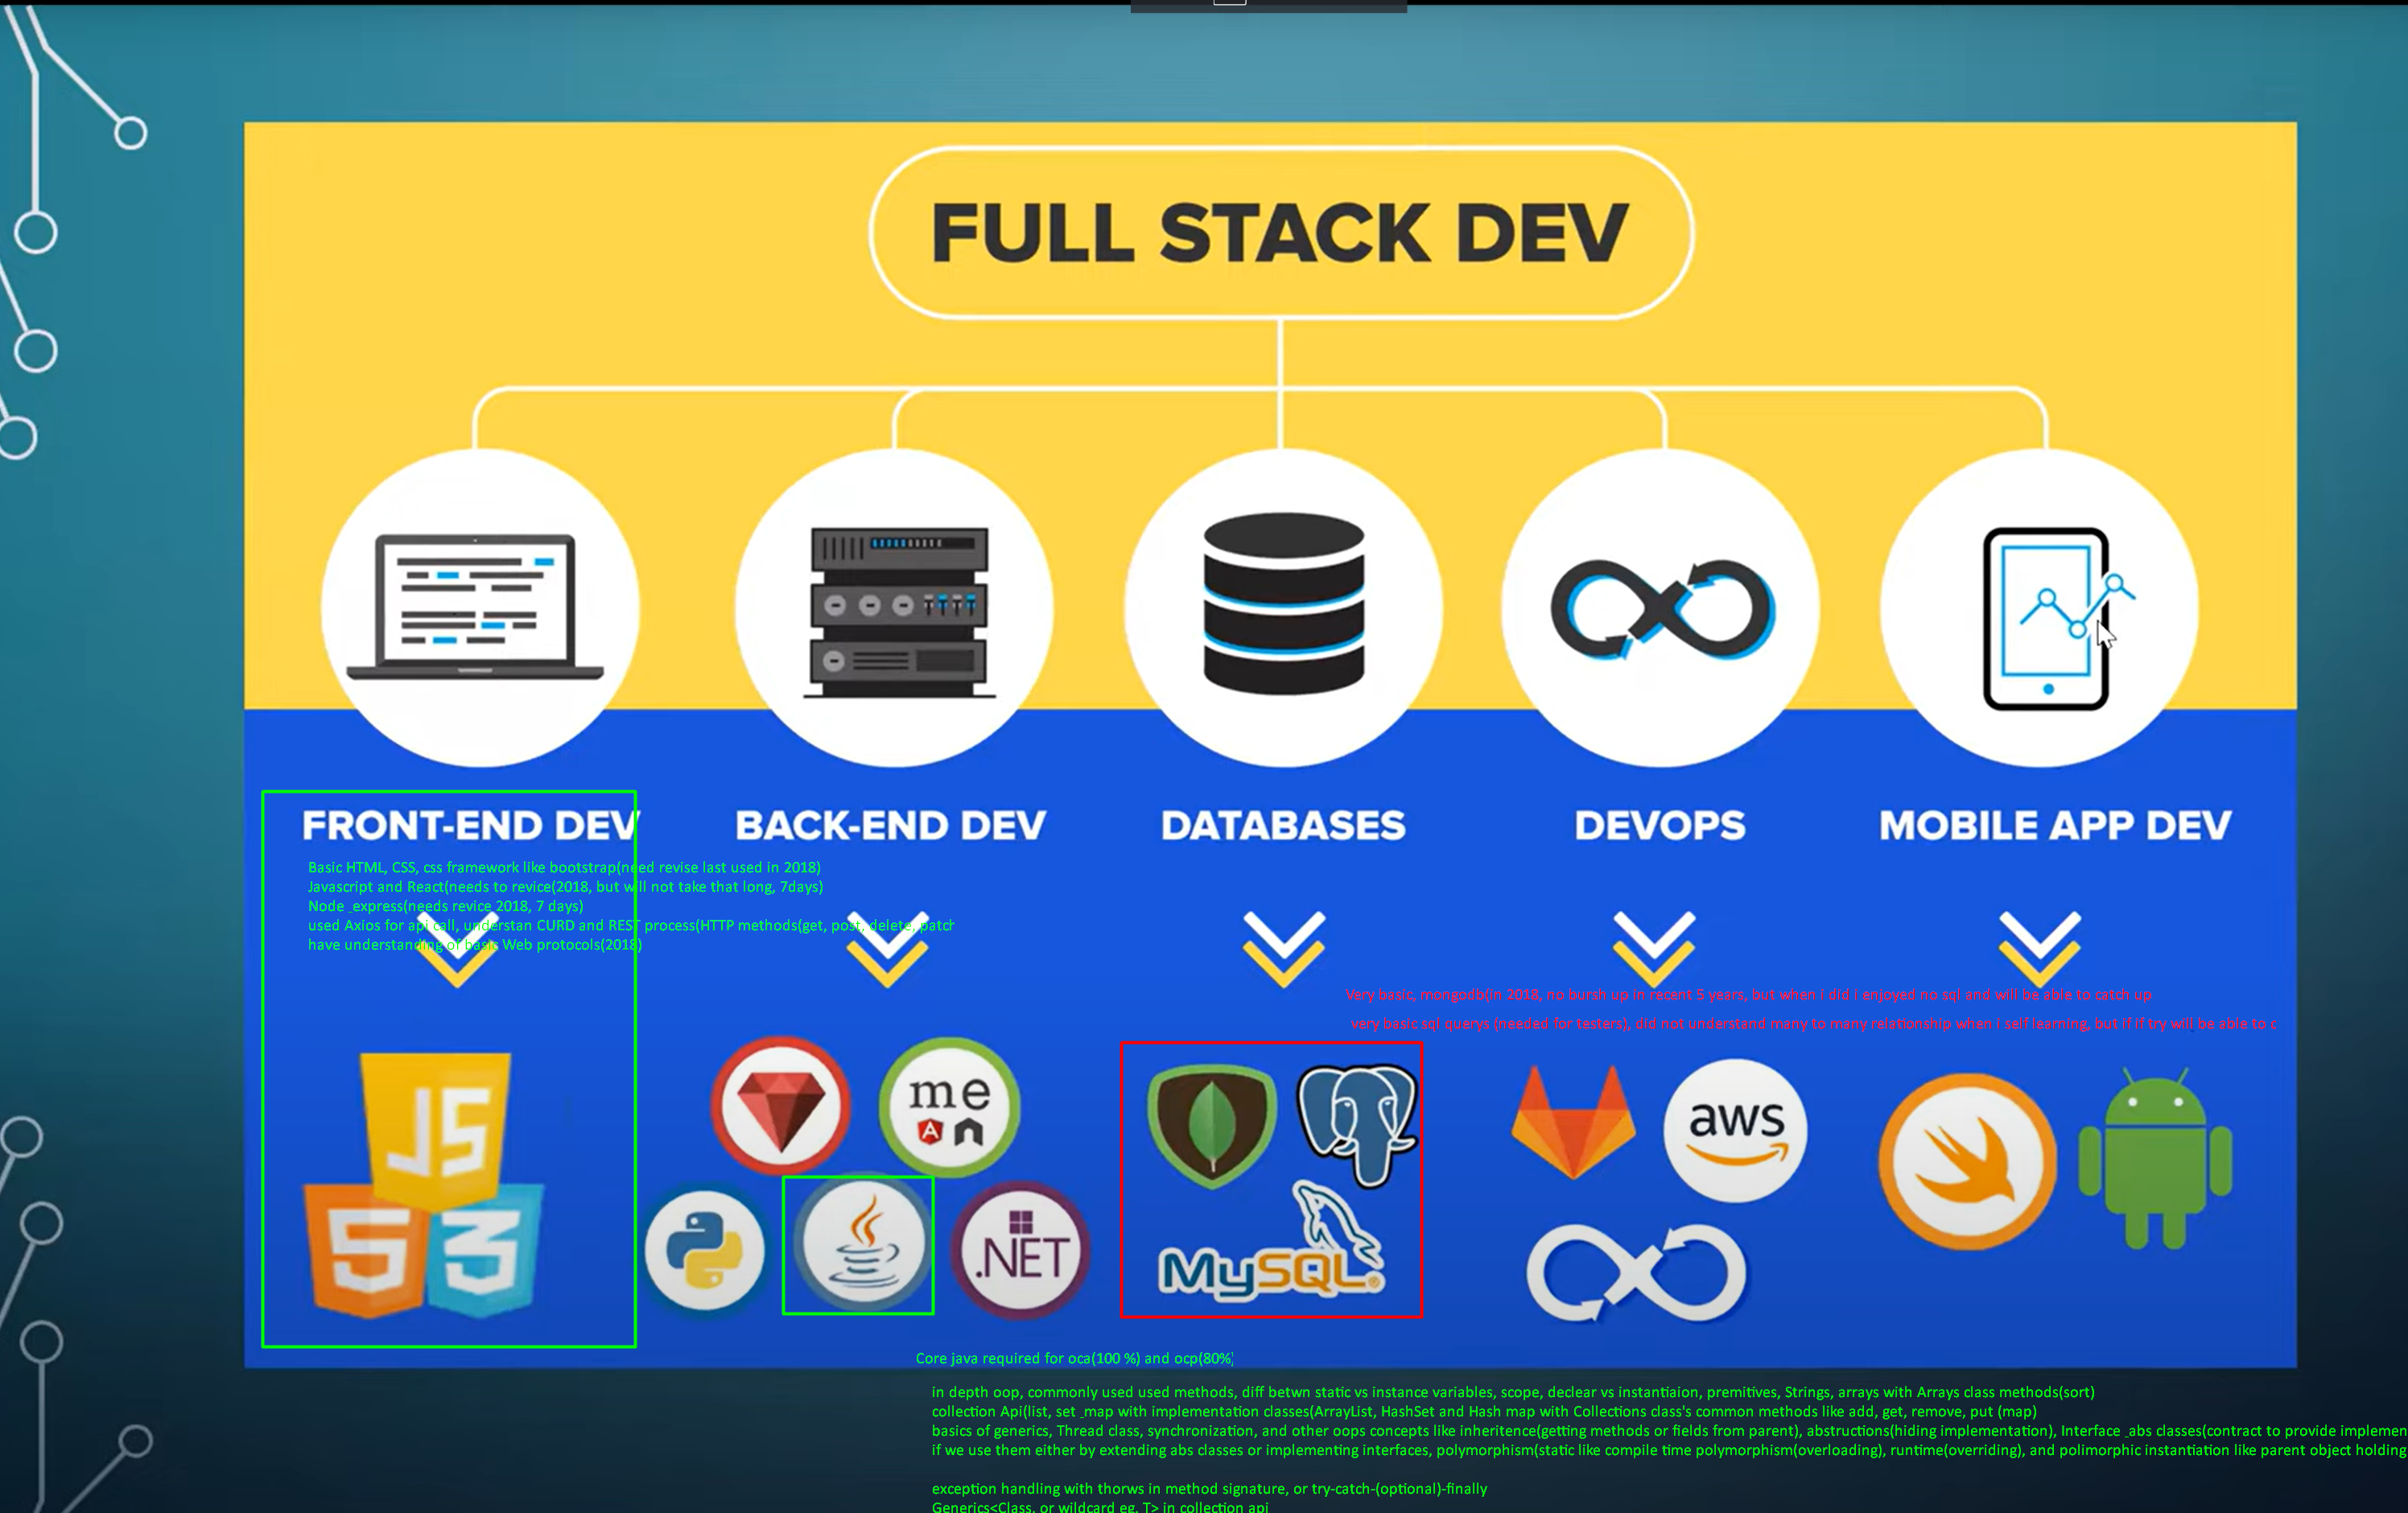 FULL STACK DEV
FRONT-END DEV
BACK-END DEV
DATABASES
DEVOPS
MOBILE APP DEV
Basic HTML, CSS, css framework like bootstrap(need revise last used in 2018)
Javascript and React(needs to revice(2018, but will not take that long, 7days)
Node _express(needs revice 2018, 7 days)
used Axios for api call, understan CURD and REST process(HTTP methods(get, post, delete, patch
have understanding of basic Web protocols(2018)
Very basic, mongodb(in 2018, no bursh up in recent 5 years, but when i did i enjoyed no sql and will be able to catch up
very basic sql querys (needed for testers), did not understand many to many relationship when i self learning, but if if try will be able to
JS
5
3
me
A
.NET
MySQL
aws
Core java required for oca(100 %) and ocp(80%)
in depth oop, commonly used used methods, diff betwn static vs instance variables, scope, declear vs instantiaion, premitives, Strings, arrays with Arrays class methods(sort)
collection Api(list, set _map with implementation classes(ArrayList, HashSet and Hash map with Collections class's common methods like add, get, remove, put (map)
basics of generics, Thread class, synchronization, and other oops concepts like inheritence(getting methods or fields from parent), abstructions(hiding implementation), Interface _abs classes(contract to provide implemen
if we use them either by extending abs classes or implementing interfaces, polymorphism(static like compile time polymorphism(overloading), runtime(overriding), and polimorphic instantiation like parent object holding
exception handling with thorws in method signature, or try-catch-(optional)-finally
Generics<Class, or wildcard eg. T> in collection api